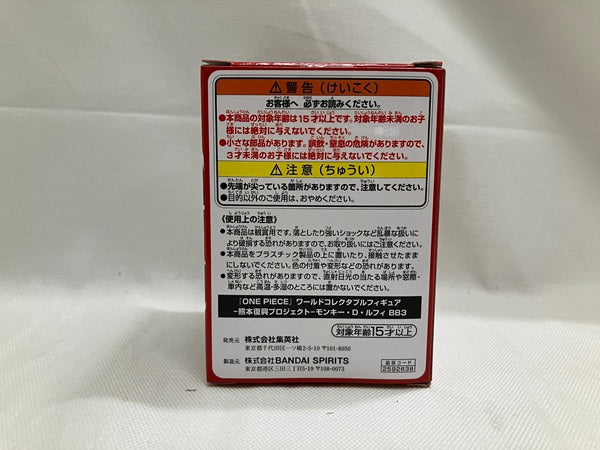 ⚠警告(けいこく)
お客様へ 必ずお読みください。
●本商品の対象年齢は15才以上です。対象年齢未満のお子
様には絶対に与えないでください。
●小さな部品があります。誤飲・窒息の危険がありますので、
3才未満のお子様には絶対に与えないでください。
⚠注意(ちゅうい)
●先端が尖っている箇所がありますので、注意してください。
●目的以外のご使用は、おやめください。
《使用上の注意》
●本商品は観賞用です。落としたり強いショックなど乱暴な扱いに
より破損する恐れがありますので、お取り扱いにはご注意ください。
●本商品をプラスチック製品の上に置いたり、接触させたまま
にしないでください。色の付着や変形などの恐れがあります。
●変形する恐れがありますので、直射日光の当たる場所や窓際・
車内など高温・多湿のところには置かないでください。
『ONE PIECE』ワールドコレクタブルフィギュア
-熊本復興プロジェクト-モンキー・D・ルフィ BB3
対象年齢15才以上
発売元 株式会社集英社
東京都千代田区一ツ橋2-5-10 〒101-8050
製造元 株式会社BANDAI SPIRITS
東京都港区三田三丁目5-19 〒108-0073
品目コード
2592638